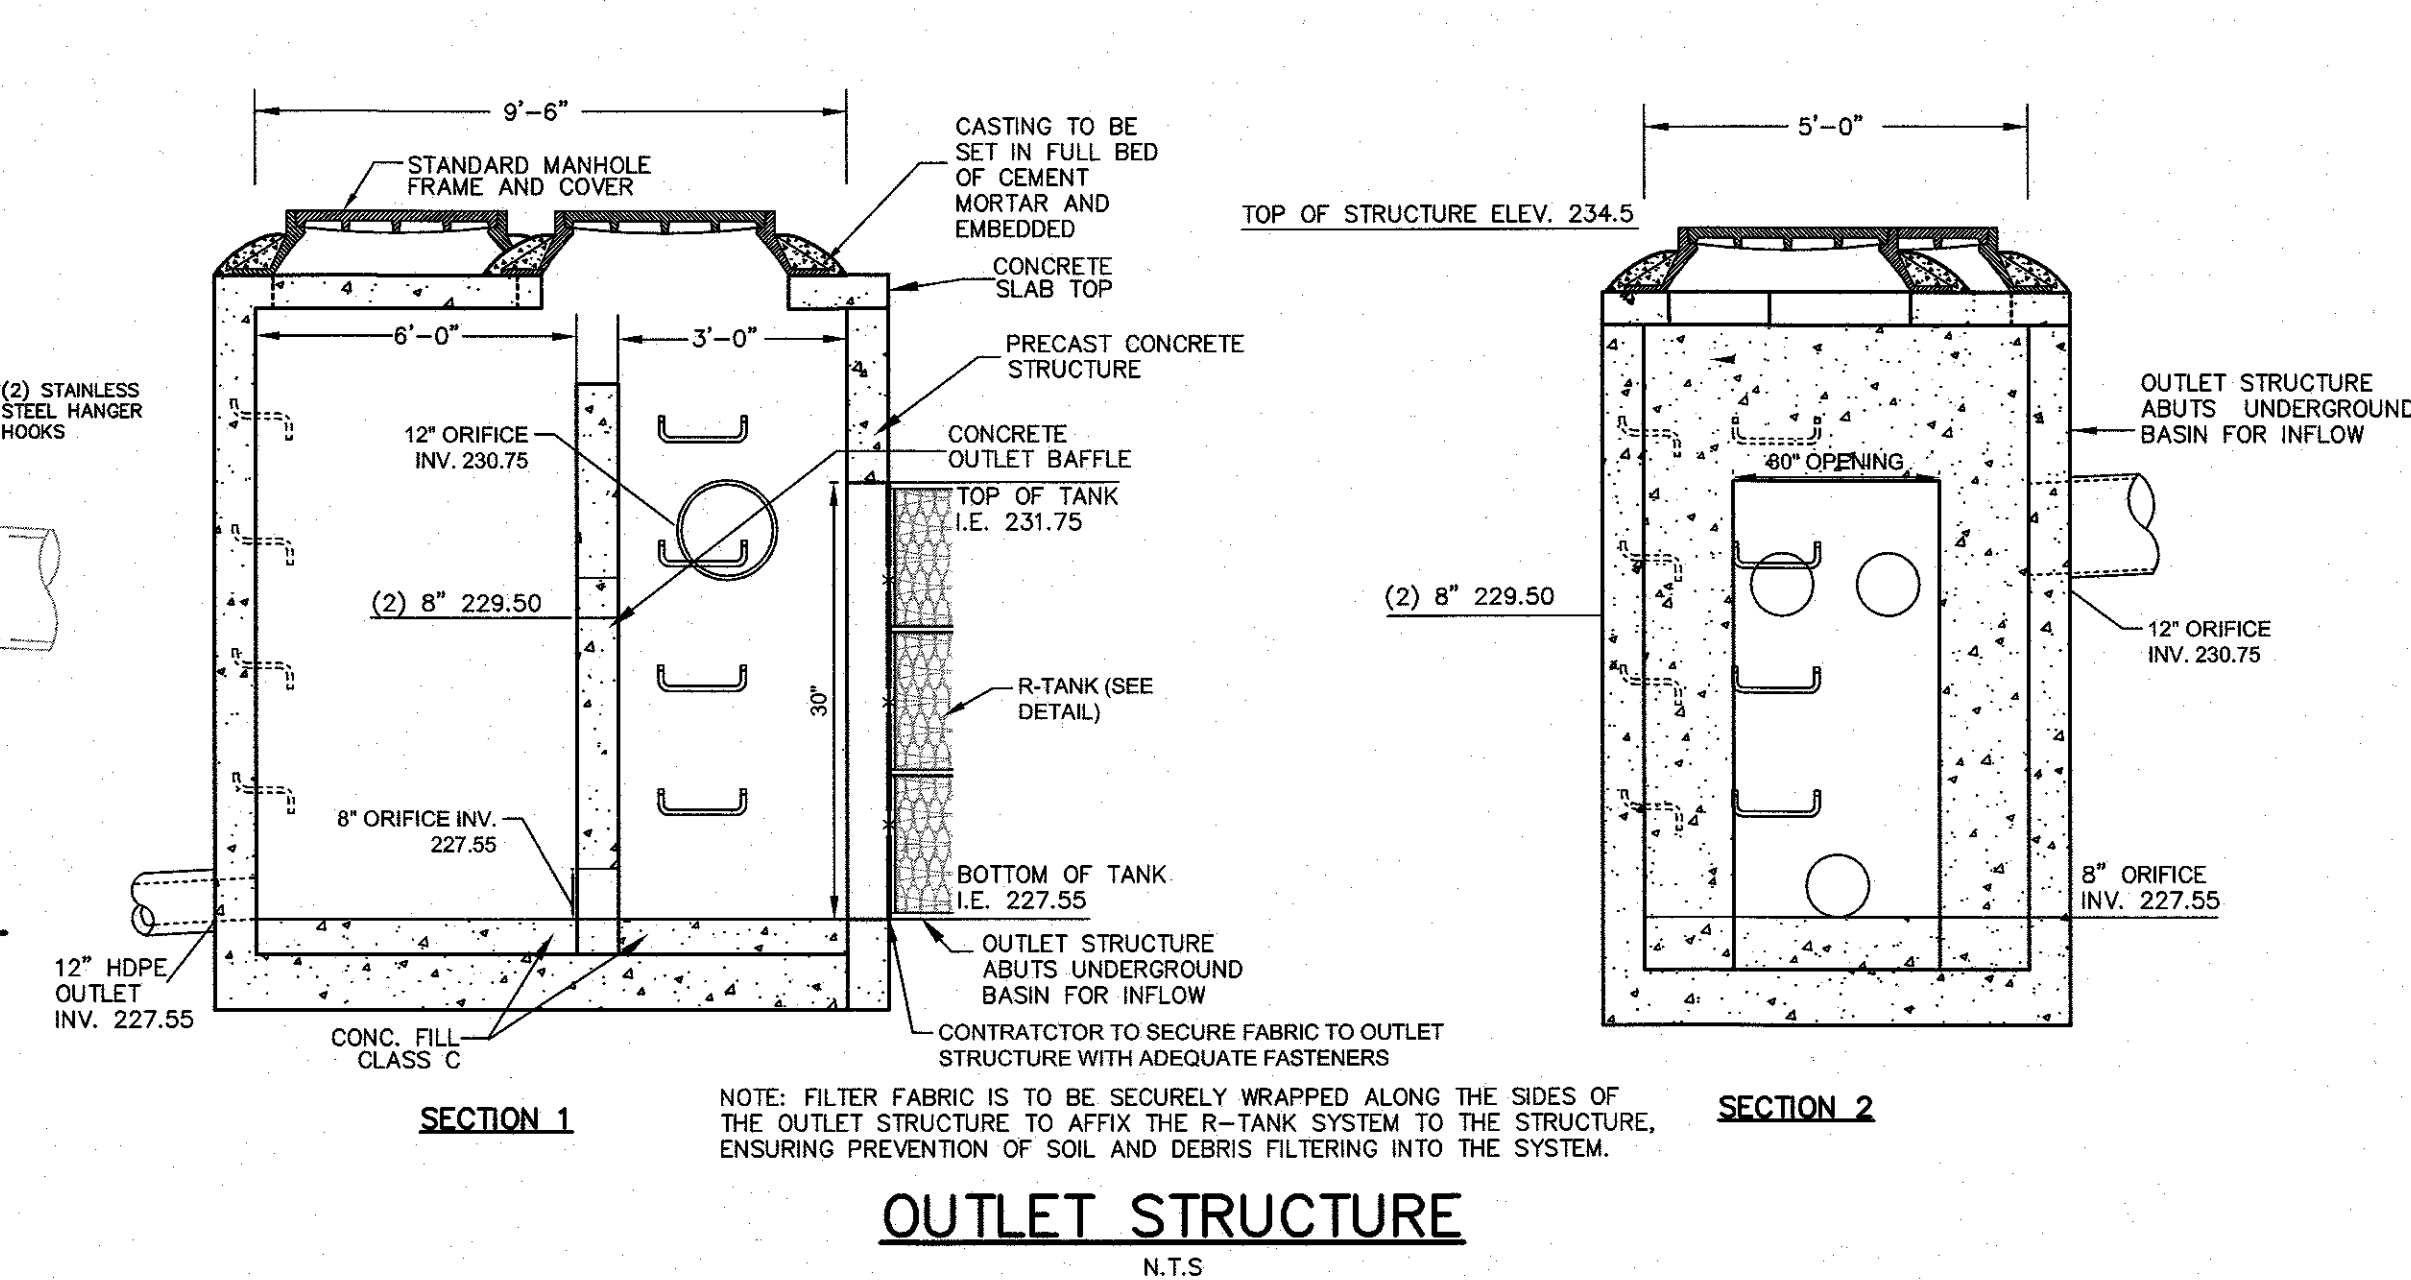 9'-6"
STANDARD MANHOLE
FRAME AND COVER
CASTING TO BE
SET IN FULL BED
OF CEMENT
MORTAR AND
EMBEDDED
CONCRETE
SLAB TOP
6'-0"
3'-0"
PRECAST CONCRETE
STRUCTURE
(2) STAINLESS
STEEL HANGER
HOOKS
12" ORIFICE
INV. 230.75
CONCRETE
OUTLET BAFFLE
TOP OF TANK
I.E. 231.75
(2) 8" 229.50
30"
R-TANK (SEE
DETAIL)
8" ORIFICE INV.
227.55
BOTTOM OF TANK
I.E. 227.55
12" HDPE
OUTLET
INV. 227.55
OUTLET STRUCTURE
ABUTS UNDERGROUND
BASIN FOR INFLOW
CONC. FILL
CLASS C
CONTRATCTOR TO SECURE FABRIC TO OUTLET
STRUCTURE WITH ADEQUATE FASTENERS
SECTION 1
5'-0"
TOP OF STRUCTURE ELEV. 234.5
OUTLET STRUCTURE
ABUTS UNDERGROUND
BASIN FOR INFLOW
OPENING
(2) 8" 229.50
12" ORIFICE
INV. 230.75
8" ORIFICE
INV. 227.55
SECTION 2
NOTE: FILTER FABRIC IS TO BE SECURELY WRAPPED ALONG THE SIDES OF
THE OUTLET STRUCTURE TO AFFIX THE R-TANK SYSTEM TO THE STRUCTURE,
ENSURING PREVENTION OF SOIL AND DEBRIS FILTERING INTO THE SYSTEM.
OUTLET STRUCTURE
N.T.S